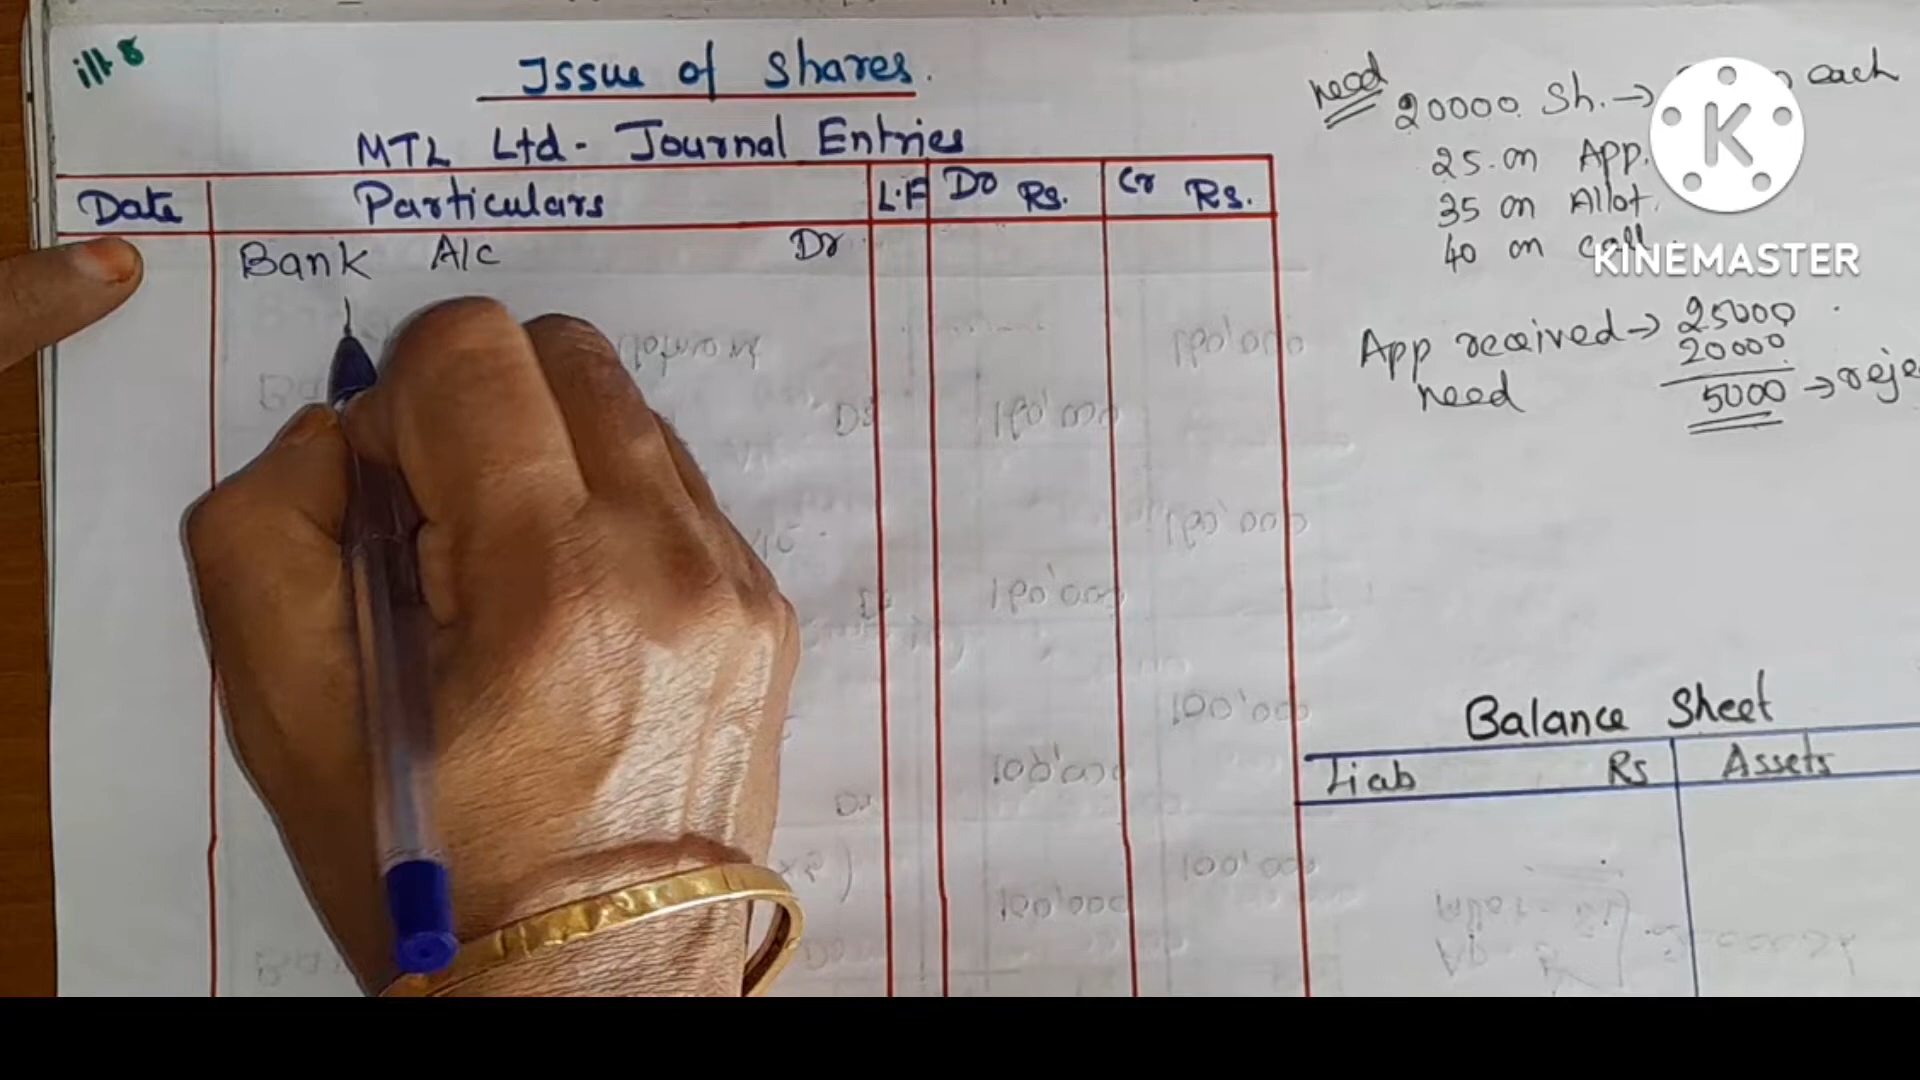 ill 8
Issue of Shares.
MTL Ltd - Journal Entries
Date Particulars L.F Dr Rs. Cr Rs.
Bank A/c Dr
need
20000 Sh. → each
25 on App.
35 on Allot.
40 on call
KINEMASTER
App received → 25000
need 20000
5000 → reje
Balance Sheet
Liab Rs Assets